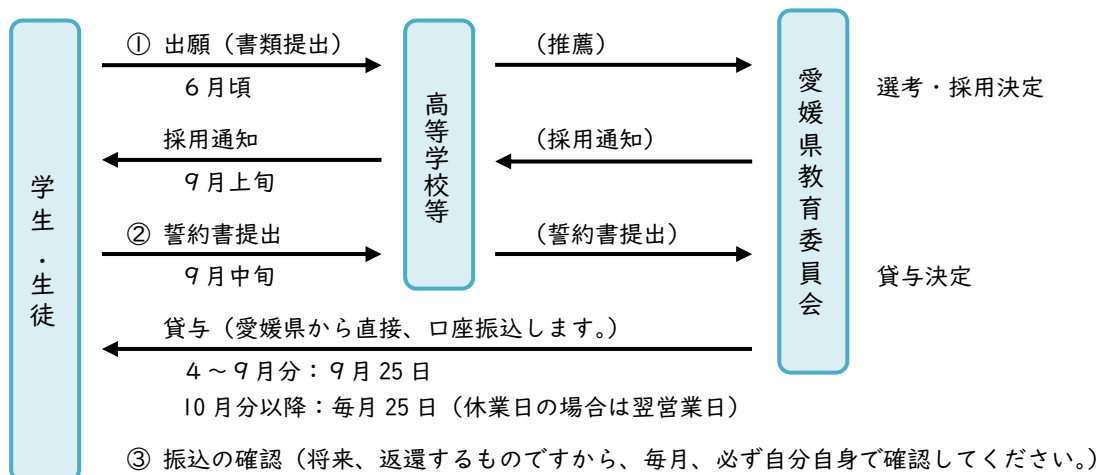 ① 出願（書類提出）
６月頃
（推薦）
選考・採用決定
採用通知
９月上旬
（採用通知）
学生・生徒
高等学校等
愛媛県教育委員会
② 誓約書提出
９月中旬
（誓約書提出）
貸与決定
貸与（愛媛県から直接、口座振込します。）
４～９月分：９月 25 日
10 月分以降：毎月 25 日（休業日の場合は翌営業日）
③ 振込の確認（将来、返還するものですから、毎月、必ず自分自身で確認してください。）